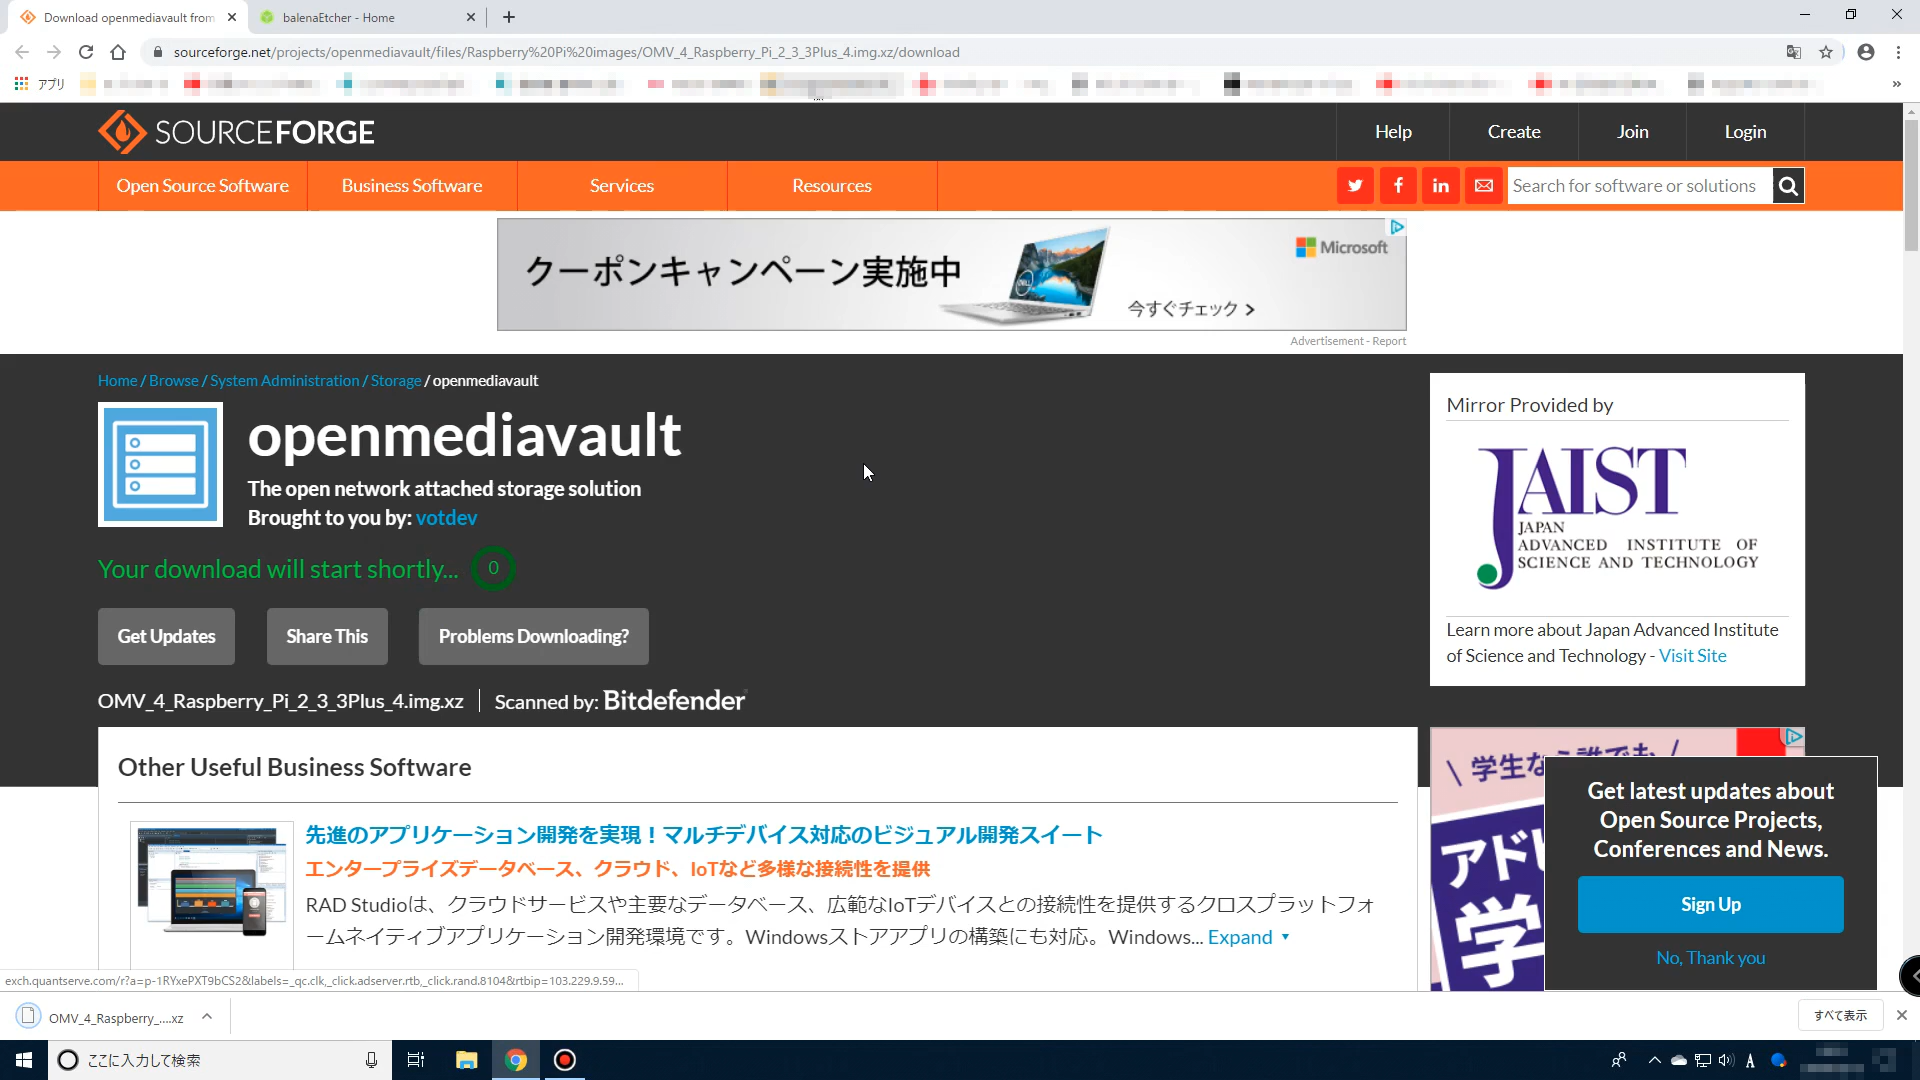 Download openmediavault from
balenaEtcher - Home
sourceforge.net/projects/openmediavault/files/Raspberry%20Pi%20images/OMV_4_Raspberry_Pi_2_3_3Plus_4.img.xz/download
アプリ
SOURCEFORGE
Help
Create
Join
Login
Open Source Software
Business Software
Services
Resources
Search for software or solutions
クーポンキャンペーン実施中
Microsoft
今すぐチェック >
Advertisement - Report
Home / Browse / System Administration / Storage / openmediavault
openmediavault
The open network attached storage solution
Brought to you by: votdev
Your download will start shortly... 0
Get Updates
Share This
Problems Downloading?
OMV_4_Raspberry_Pi_2_3_3Plus_4.img.xz
Scanned by: Bitdefender
Mirror Provided by
JAIST
JAPAN
ADVANCED INSTITUTE OF
SCIENCE AND TECHNOLOGY
Learn more about Japan Advanced Institute
of Science and Technology - Visit Site
Other Useful Business Software
先進のアプリケーション開発を実現！マルチデバイス対応のビジュアル開発スイート
エンタープライズデータベース、クラウド、IoTなど多様な接続性を提供
RAD Studioは、クラウドサービスや主要なデータベース、広範なIoTデバイスとの接続性を提供するクロスプラットフォ
ームネイティブアプリケーション開発環境です。Windowsストアアプリの構築にも対応。Windows... Expand
\ 学生なら誰でも /
アド
学
Get latest updates about
Open Source Projects,
Conferences and News.
Sign Up
No, Thank you
exch.quantserve.com/r?a=p-1RYxePXT9bCS2&labels=_qc.clk,_click.adserver.rtb,_click.rand.8104&rtbip=103.229.9.59...
OMV_4_Raspberry_....xz
すべて表示
ここに入力して検索
A